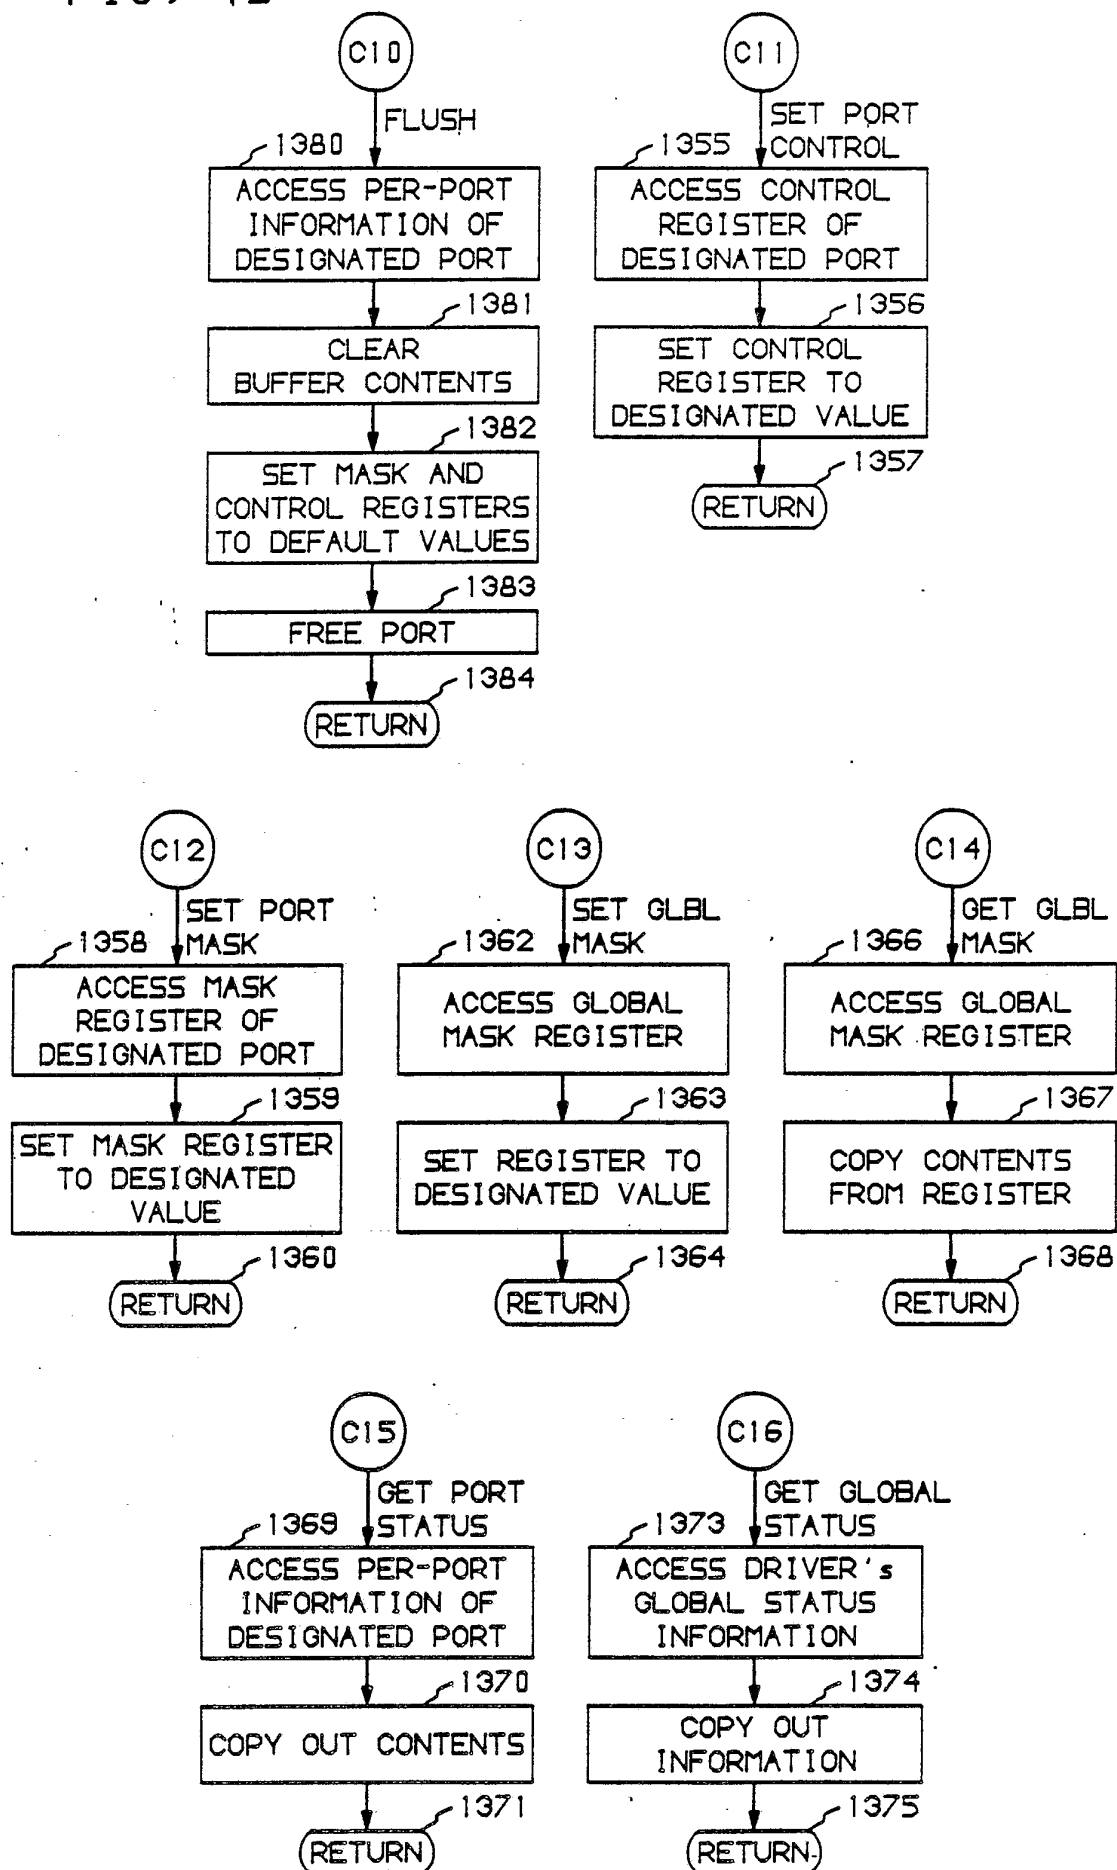 C10
FLUSH
1380
ACCESS PER-PORT
INFORMATION OF
DESIGNATED PORT
1381
CLEAR
BUFFER CONTENTS
1382
SET MASK AND
CONTROL REGISTERS
TO DEFAULT VALUES
1383
FREE PORT
1384
RETURN
C11
SET PORT
CONTROL
1355
ACCESS CONTROL
REGISTER OF
DESIGNATED PORT
1356
SET CONTROL
REGISTER TO
DESIGNATED VALUE
1357
RETURN
C12
SET PORT
MASK
1358
ACCESS MASK
REGISTER OF
DESIGNATED PORT
1359
SET MASK REGISTER
TO DESIGNATED
VALUE
1360
RETURN
C13
SET GLBL
MASK
1362
ACCESS GLOBAL
MASK REGISTER
1363
SET REGISTER TO
DESIGNATED VALUE
1364
RETURN
C14
GET GLBL
MASK
1366
ACCESS GLOBAL
MASK REGISTER
1367
COPY CONTENTS
FROM REGISTER
1368
RETURN
C15
GET PORT
STATUS
1369
ACCESS PER-PORT
INFORMATION OF
DESIGNATED PORT
1370
COPY OUT CONTENTS
1371
RETURN
C16
GET GLOBAL
STATUS
1373
ACCESS DRIVER's
GLOBAL STATUS
INFORMATION
1374
COPY OUT
INFORMATION
1375
RETURN